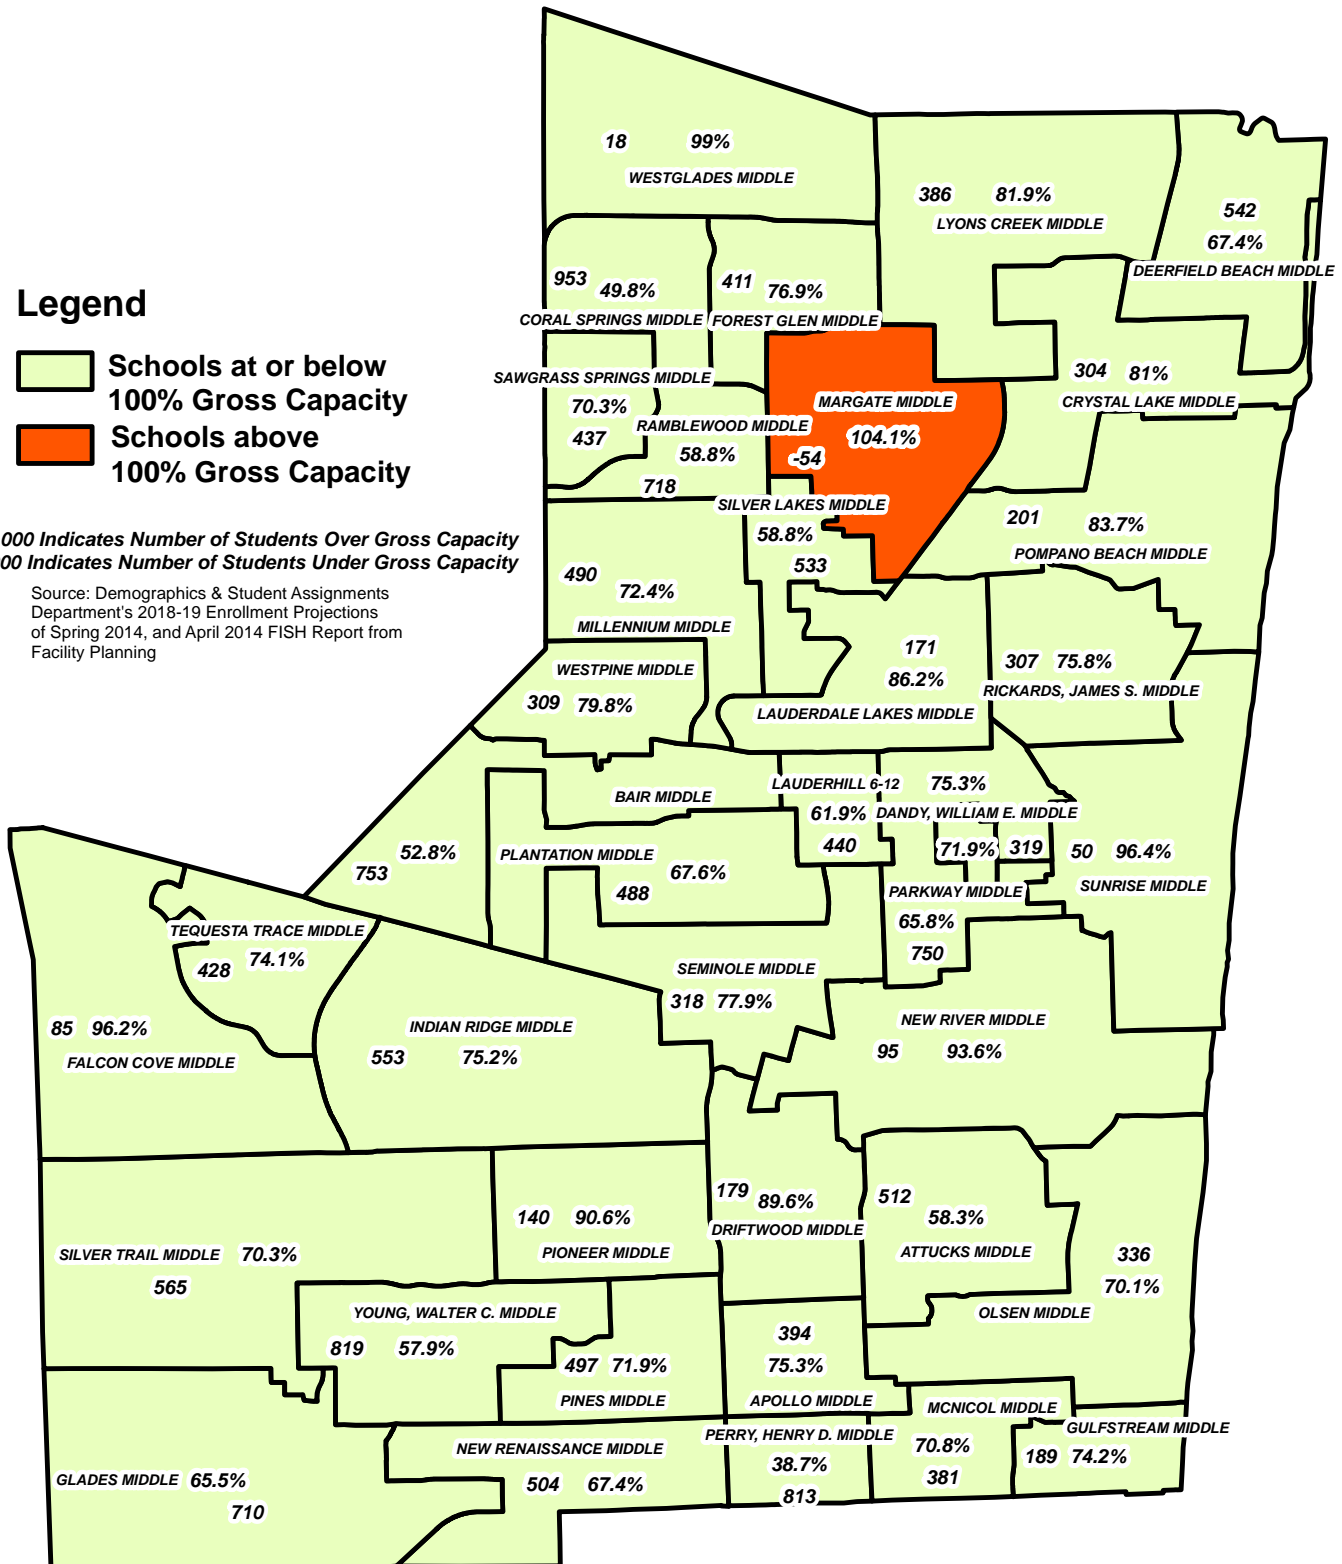 18 99%
WESTGLADES MIDDLE
386 81.9%
LYONS CREEK MIDDLE
542
67.4%
DEERFIELD BEACH MIDDLE
953 49.8%
CORAL SPRINGS MIDDLE
411 76.9%
FOREST GLEN MIDDLE
Legend
Schools at or below
100% Gross Capacity
Schools above
100% Gross Capacity
000 Indicates Number of Students Over Gross Capacity
00 Indicates Number of Students Under Gross Capacity
Source: Demographics & Student Assignments
Department's 2018-19 Enrollment Projections
of Spring 2014, and April 2014 FISH Report from
Facility Planning
SAWGRASS SPRINGS MIDDLE
70.3%
437
RAMBLEWOOD MIDDLE
58.8%
718
MARGATE MIDDLE
104.1%
-54
304 81%
CRYSTAL LAKE MIDDLE
SILVER LAKES MIDDLE
58.8%
533
201 83.7%
POMPANO BEACH MIDDLE
490 72.4%
MILLENNIUM MIDDLE
WESTPINE MIDDLE
309 79.8%
171
86.2%
LAUDERDALE LAKES MIDDLE
307 75.8%
RICKARDS, JAMES S. MIDDLE
BAIR MIDDLE
753 52.8%
LAUDERHILL 6-12
61.9%
440
75.3%
DANDY, WILLIAM E. MIDDLE
71.9% 319
50 96.4%
SUNRISE MIDDLE
PLANTATION MIDDLE
67.6%
488
PARKWAY MIDDLE
65.8%
750
TEQUESTA TRACE MIDDLE
428 74.1%
SEMINOLE MIDDLE
318 77.9%
85 96.2%
FALCON COVE MIDDLE
INDIAN RIDGE MIDDLE
553 75.2%
NEW RIVER MIDDLE
95 93.6%
179 89.6%
DRIFTWOOD MIDDLE
512
58.3%
ATTUCKS MIDDLE
140 90.6%
PIONEER MIDDLE
SILVER TRAIL MIDDLE 70.3%
565
336
70.1%
OLSEN MIDDLE
YOUNG, WALTER C. MIDDLE
819 57.9%
497 71.9%
PINES MIDDLE
394
75.3%
APOLLO MIDDLE
MCNICOL MIDDLE
70.8%
381
GULFSTREAM MIDDLE
189 74.2%
PERRY, HENRY D. MIDDLE
38.7%
813
NEW RENAISSANCE MIDDLE
504 67.4%
GLADES MIDDLE 65.5%
710